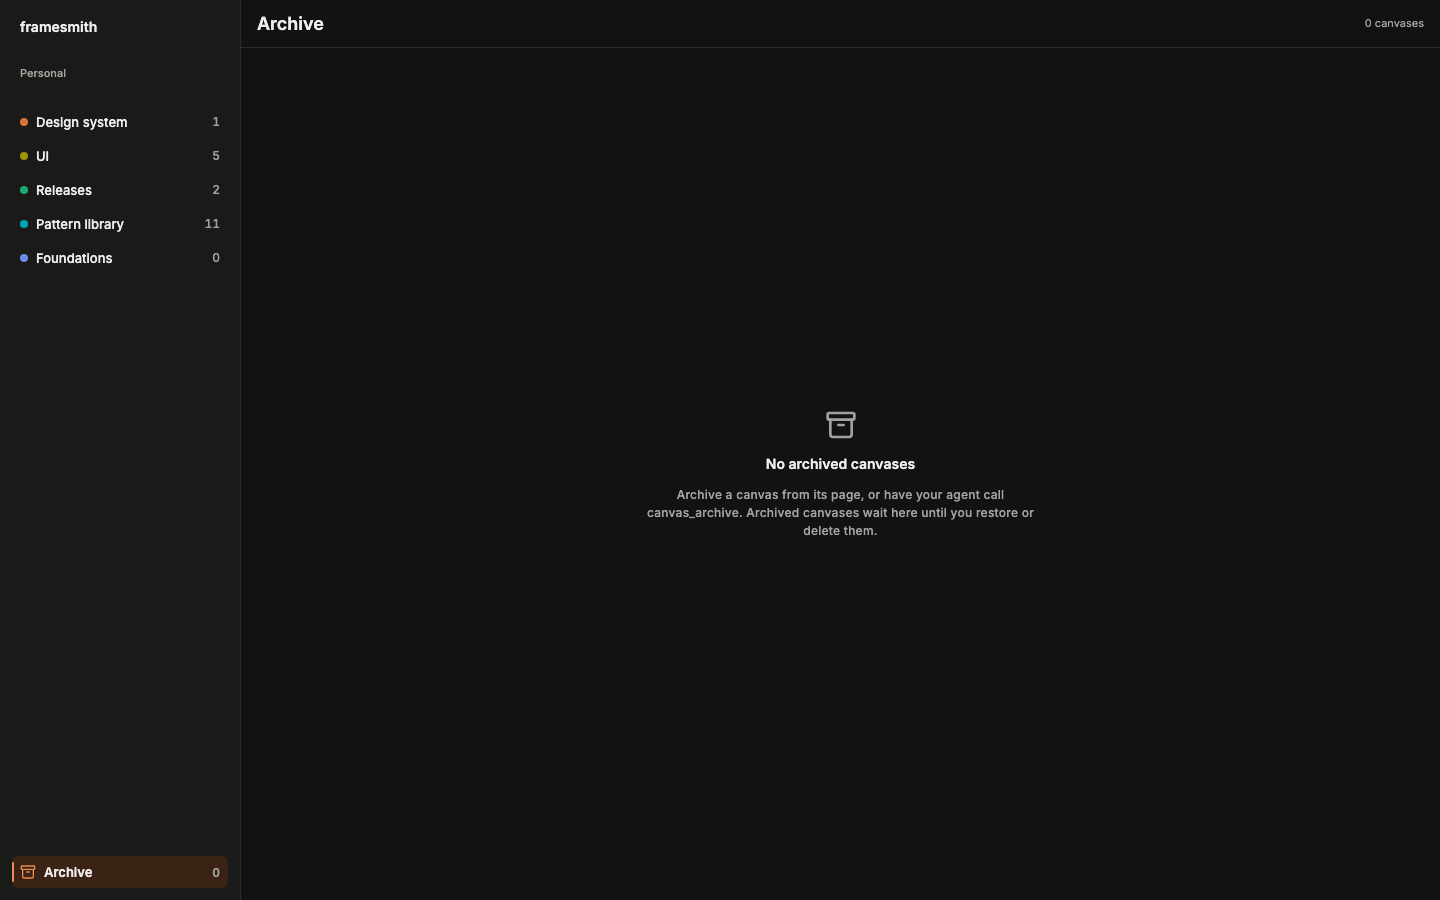 framesmith
Personal
Design system 1
UI 5
Releases 2
Pattern library 11
Foundations 0
Archive 0
Archive
0 canvases
No archived canvases
Archive a canvas from its page, or have your agent call
canvas_archive. Archived canvases wait here until you restore or
delete them.